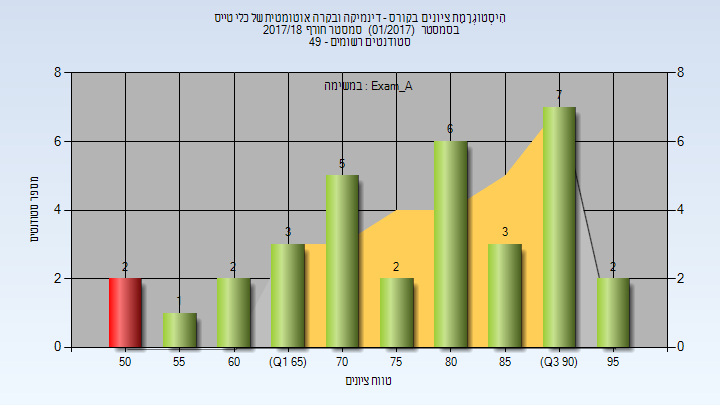 היסטוגרמת ציונים בקורס - דינמיקה ובקרה אוטומטית של כלי טייס
בסמסטר (01/2017) סמסטר חורף 2017/18
סטודנטים רשומים - 49
במשימה : Exam_A
מספר סטודנטים
8 8
6 6
4 4
2 2
0 0
2 1 2 3 5 2 6 3 7 2
50 55 60 (Q1 65) 70 75 80 85 (Q3 90) 95
טווח ציונים